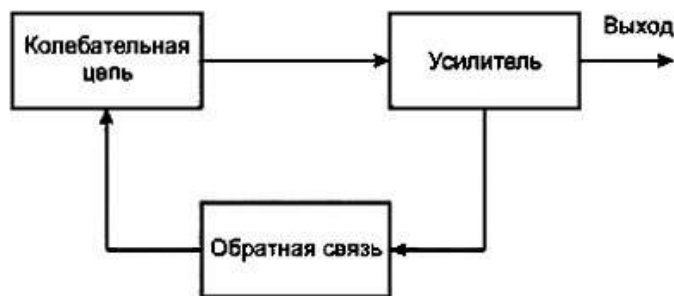 Колебательная
цепь
Усилитель
Выход
Обратная связь